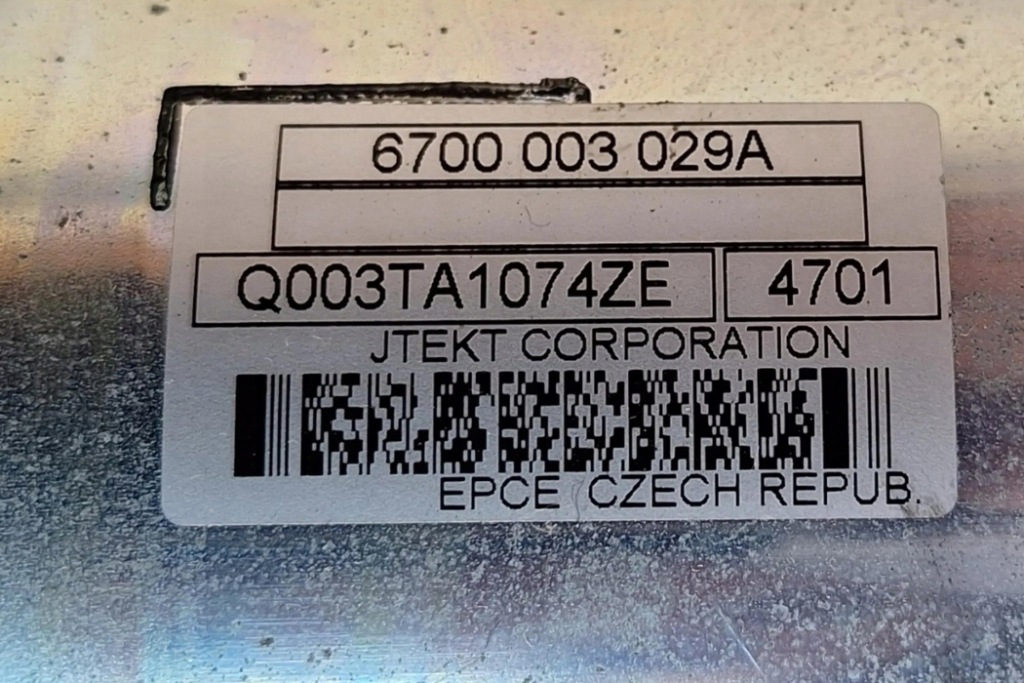 6700 003 029A
Q003TA1074ZE 4701
JTEKT CORPORATION
EPCE CZECH REPUB.